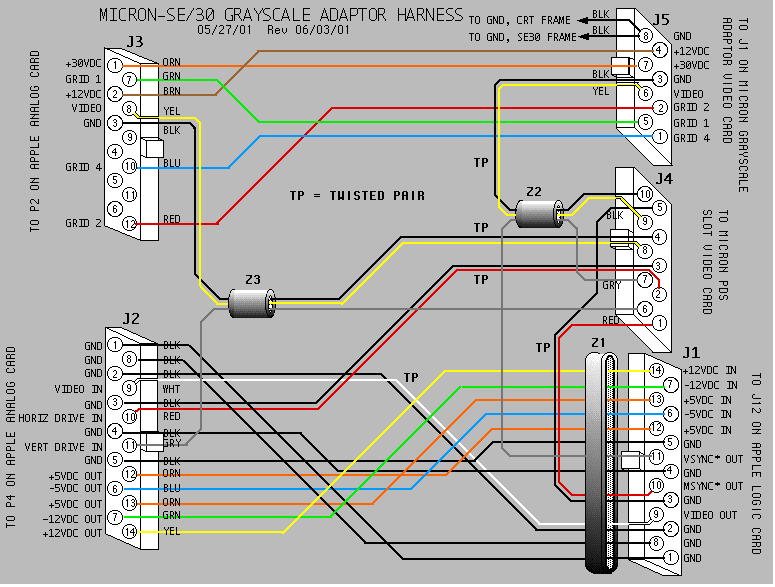 MICRON-SE/30 GRAYSCALE ADAPTOR HARNESS
05/27/01 Rev 06/03/01
TO GND, CRT FRAME
BLK
TO GND, SE30 FRAME
BLK
J3
TO P2 ON APPLE ANALOG CARD
+30VDC 1 ORN
GRID 1 7 GRN
+12VDC 2 BRN
VIDEO 8 YEL
GND 3 BLK
9
4
GRID 4 10 BLU
5
11
6
GRID 2 12 RED
J5
TO J1 ON MICRON GRAYSCALE
ADAPTOR VIDEO CARD
8 GND
4 +12VDC
7 +30VDC
BLK 3 GND
YEL 6 VIDEO
2 GRID 2
5 GRID 1
1 GRID 4
TP
TP = TWISTED PAIR
Z2
J4
TO MICRON PDS
SLOT VIDEO CARD
10
5
BLK 9
TP 4
8
3
TP
GRY 7
2
6
RED 1
Z3
J2
TO P4 ON APPLE ANALOG CARD
GND 1 BLK
GND 8 BLK
GND 2 BLK
VIDEO IN 9 WHT
GND 3 BLK
HORIZ DRIVE IN 10 RED
GND 4 BLK
VERT DRIVE IN 11 GRY
GND 5 BLK
+5VDC OUT 12 ORN
-5VDC OUT 6 BLU
+5VDC OUT 13 ORN
-12VDC OUT 7 GRN
+12VDC OUT 14 YEL
TP
TP
Z1
J1
TO J12 ON APPLE LOGIC CARD
14 +12VDC IN
7 -12VDC IN
13 +5VDC IN
6 -5VDC IN
12 +5VDC IN
5 GND
11 VSYNC* OUT
4 GND
10 MSYNC* OUT
3 GND
9 VIDEO OUT
2 GND
8 GND
1 GND